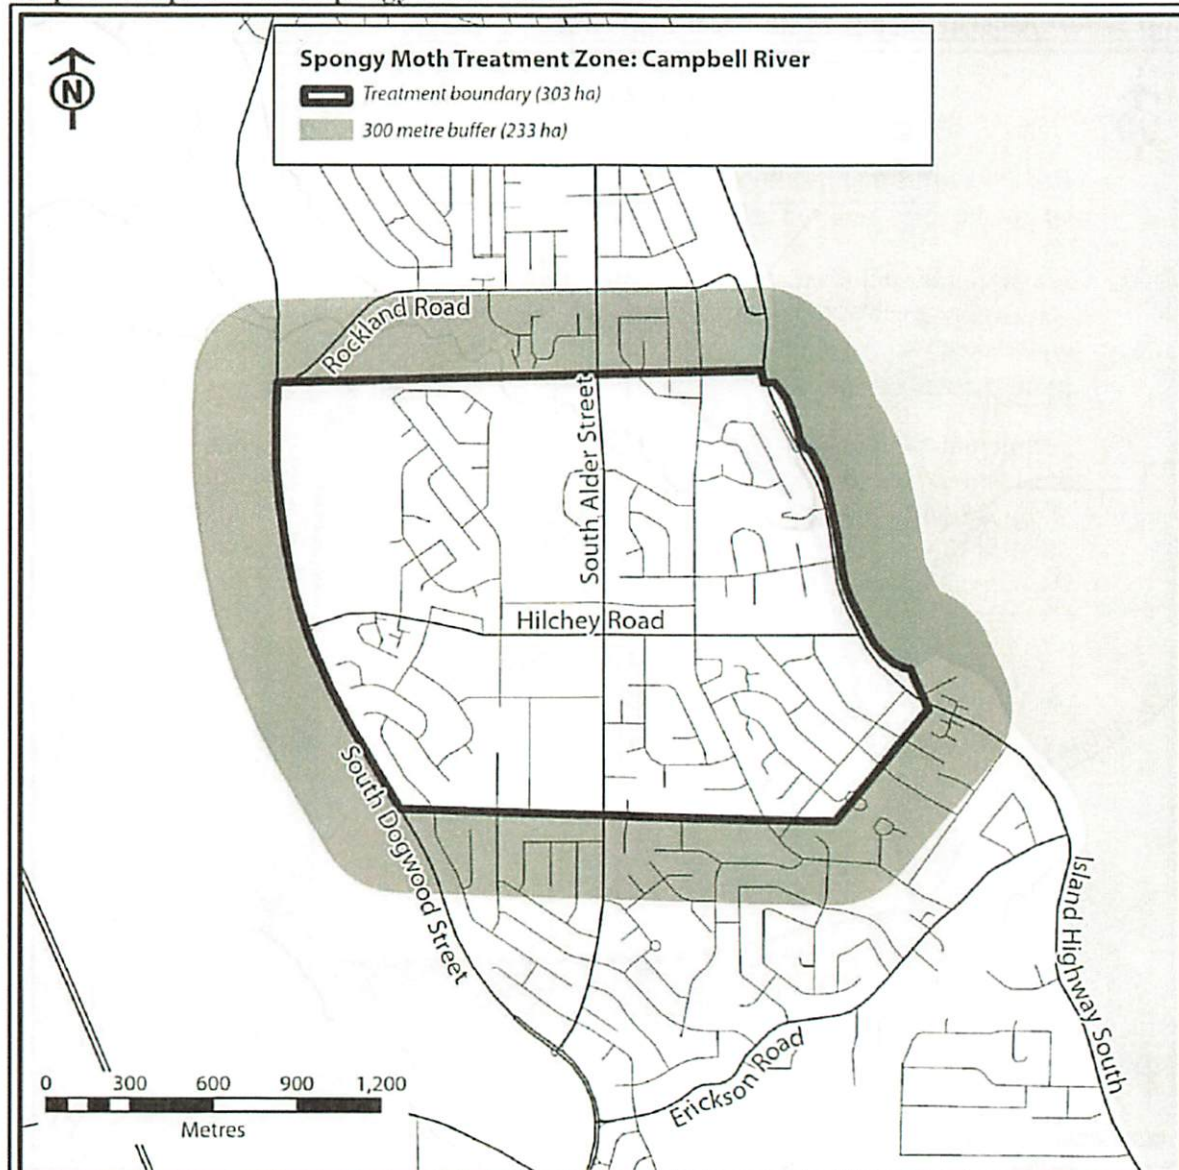 N
Spongy Moth Treatment Zone: Campbell River
Treatment boundary (303 ha)
300 metre buffer (233 ha)
Rockland Road
South Alder Street
Hilchey Road
South Dogwood Street
Island Highway South
Erickson Road
0 300 600 900 1,200
Metres